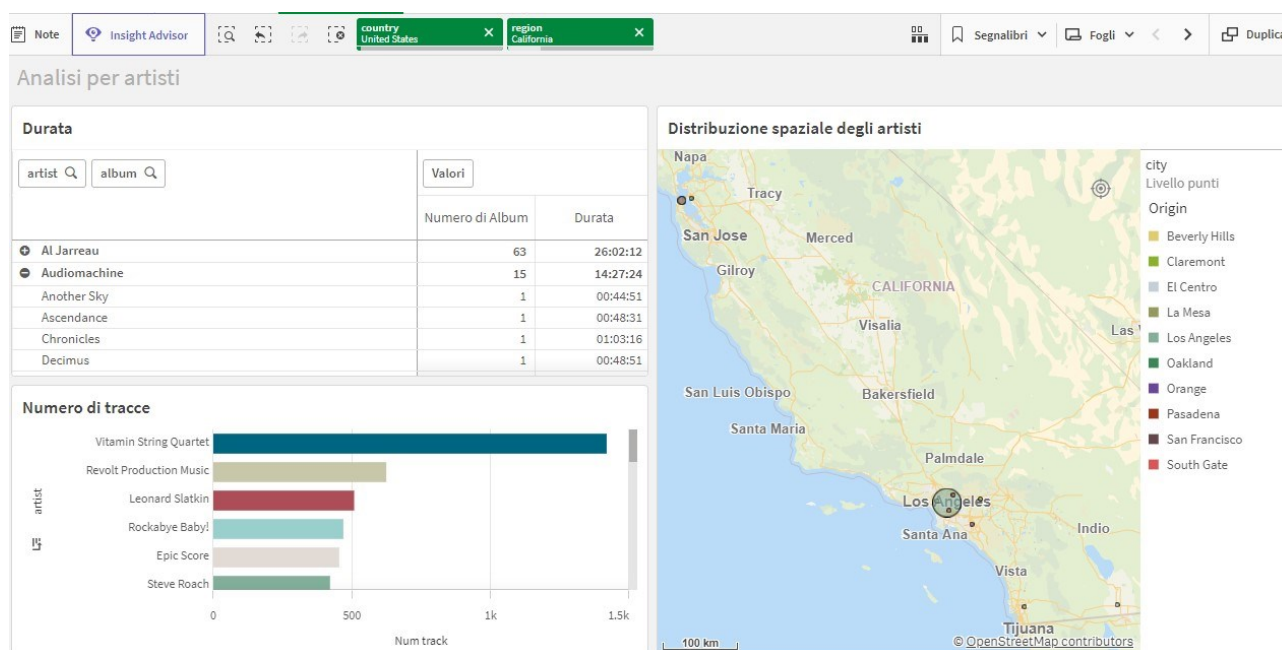 Note
Insight Advisor
country
United States
region
California
Segnalibri
Fogli
Duplica
Analisi per artisti
Durata
artist
album
Valori
Numero di Album Durata
Al Jarreau 63 26:02:12
Audiomachine 15 14:27:24
Another Sky 1 00:44:51
Ascendance 1 00:48:31
Chronicles 1 01:03:16
Decimus 1 00:48:51
Numero di tracce
artist
Vitamin String Quartet
Revolt Production Music
Leonard Slatkin
Rockabye Baby!
Epic Score
Steve Roach
0 500 1k 1.5k
Num track
Distribuzione spaziale degli artisti
Napa
Tracy
San Jose
Merced
Gilroy
CALIFORNIA
Visalia
Las
San Luis Obispo
Bakersfield
Santa Maria
Palmdale
Los Angeles
Santa Ana
Indio
Vista
Tijuana
100 km
© OpenStreetMap contributors
city
Livello punti
Origin
Beverly Hills
Claremont
El Centro
La Mesa
Los Angeles
Oakland
Orange
Pasadena
San Francisco
South Gate